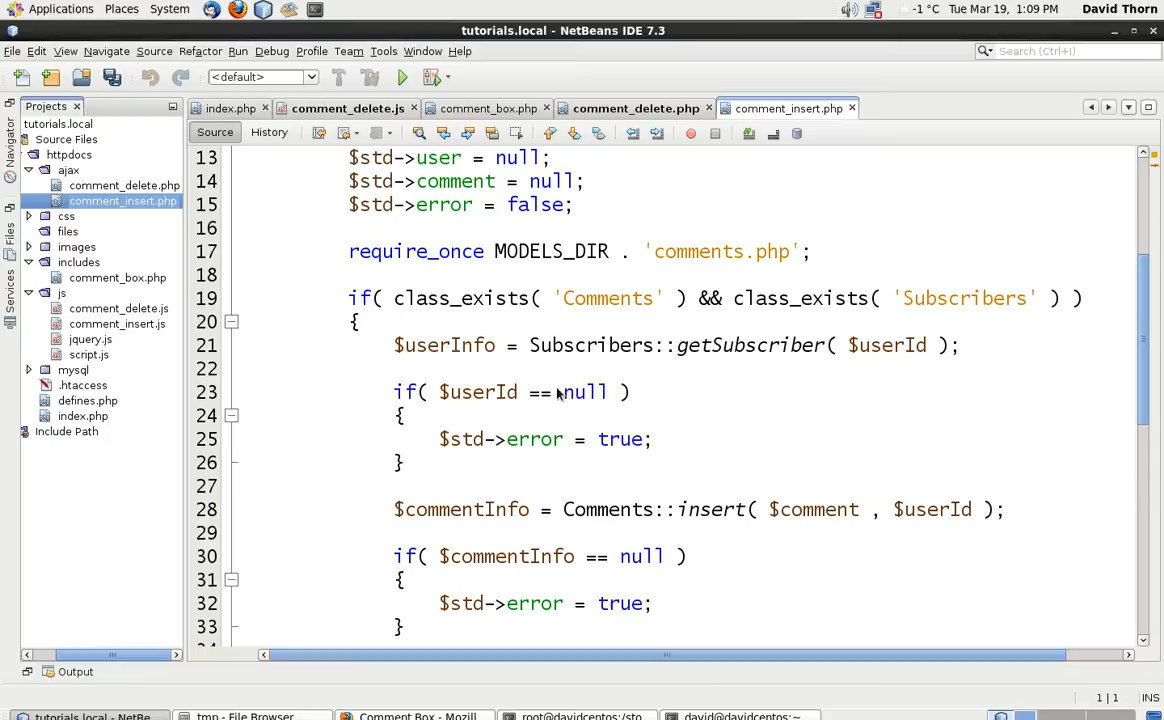 Applications Places System -1 °C Tue Mar 19, 1:09 PM David Thorn
tutorials.local - NetBeans IDE 7.3
File Edit View Navigate Source Refactor Run Debug Profile Team Tools Window Help Search (Ctrl+I)
<default>
Projects index.php comment_delete.js comment_box.php comment_delete.php comment_insert.php
Source History
Navigator
Files
Services
tutorials.local
Source Files
httpdocs
ajax
comment_delete.php
comment_insert.php
css
files
images
includes
comment_box.php
js
comment_delete.js
comment_insert.js
jquery.js
script.js
mysql
.htaccess
defines.php
index.php
Include Path
13 $std->user = null;
14 $std->comment = null;
15 $std->error = false;
16
17 require_once MODELS_DIR . 'comments.php';
18
19 if( class_exists( 'Comments' ) && class_exists( 'Subscribers' ) )
20 {
21 $userInfo = Subscribers::getSubscriber( $userId );
22
23 if( $userId == null )
24 {
25 $std->error = true;
26 }
27
28 $commentInfo = Comments::insert( $comment , $userId );
29
30 if( $commentInfo == null )
31 {
32 $std->error = true;
33 }
Output
1 | 1 INS
tutorials.local - NetBe... tmp - File Browser Comment Box - Mozill... root@davidcentos:/sto... david@davidcentos:~